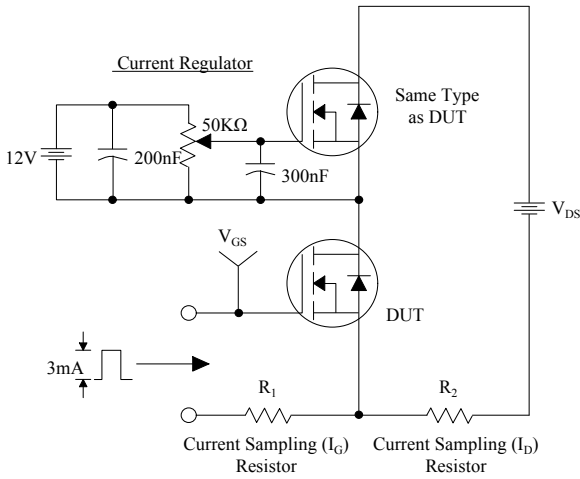 Current Regulator
50KΩ
12V
200nF
300nF
Same Type
as DUT
V_DS
V_GS
DUT
3mA
R_1
R_2
Current Sampling (I_G)
Resistor
Current Sampling (I_D)
Resistor